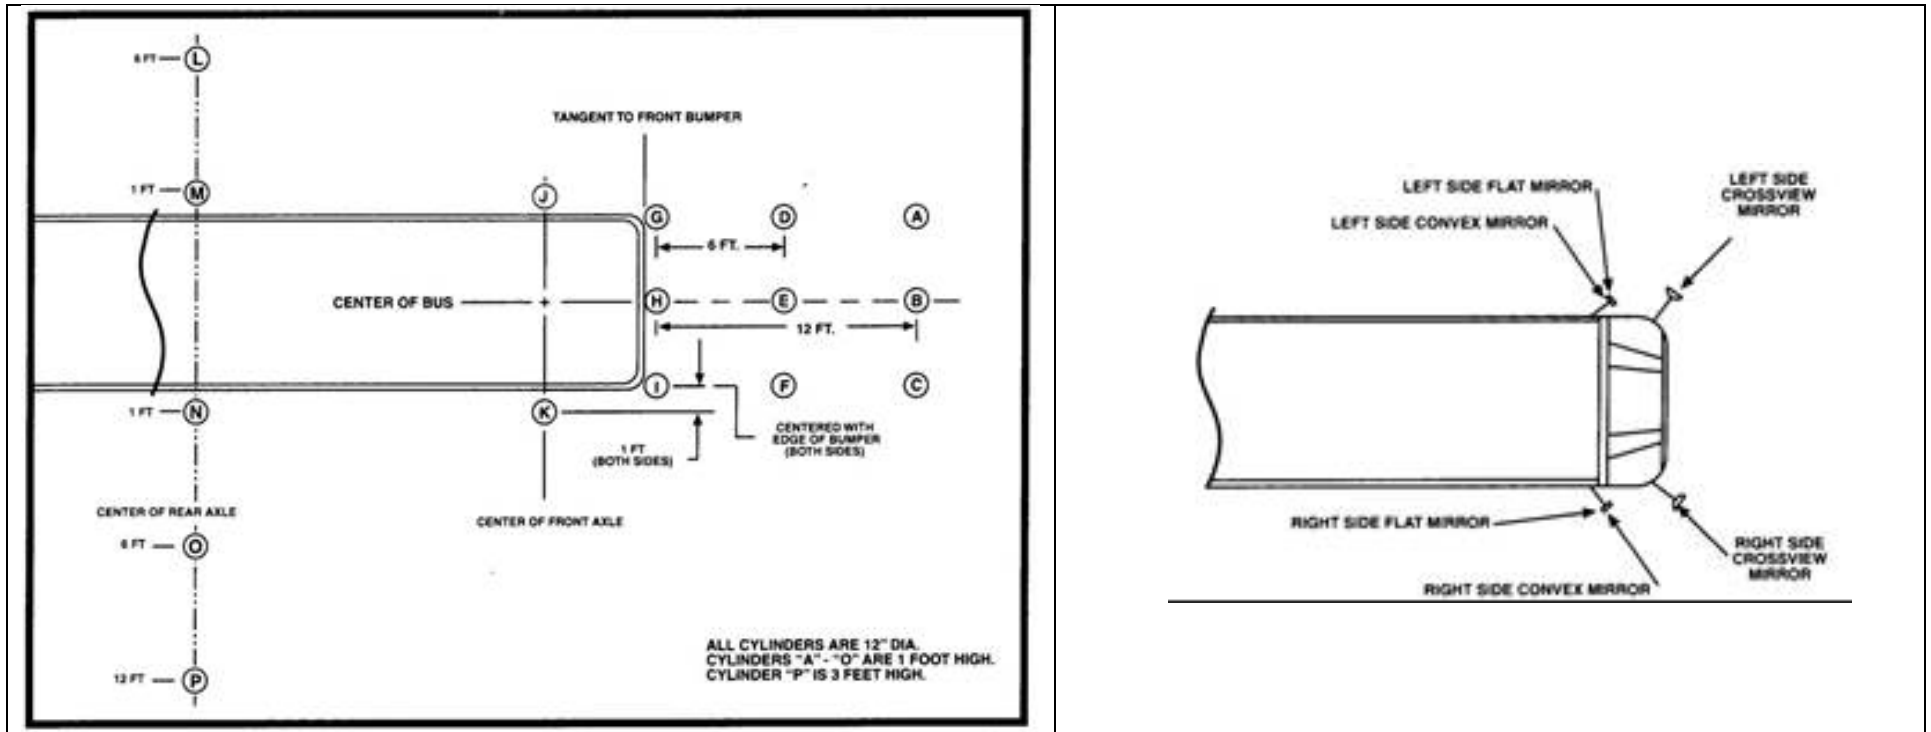 6 FT
L
TANGENT TO FRONT BUMPER
1 FT
M
J
G
D
A
6 FT.
CENTER OF BUS
H
E
B
12 FT.
I
F
C
1 FT
N
K
CENTERED WITH
EDGE OF BUMPER
(BOTH SIDES)
1 FT
(BOTH SIDES)
CENTER OF REAR AXLE
CENTER OF FRONT AXLE
6 FT
O
12 FT
P
ALL CYLINDERS ARE 12" DIA.
CYLINDERS "A" - "O" ARE 1 FOOT HIGH.
CYLINDER "P" IS 3 FEET HIGH.
LEFT SIDE FLAT MIRROR
LEFT SIDE CONVEX MIRROR
LEFT SIDE
CROSSVIEW
MIRROR
RIGHT SIDE FLAT MIRROR
RIGHT SIDE CONVEX MIRROR
RIGHT SIDE
CROSSVIEW
MIRROR